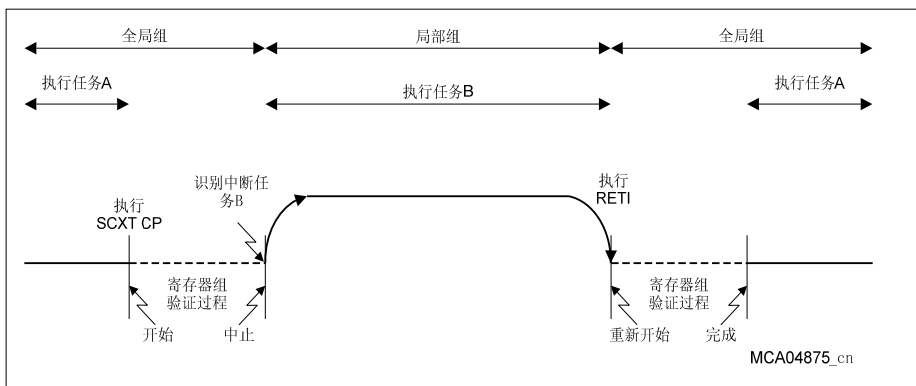 全局组
局部组
全局组
执行任务A
执行任务B
执行任务A
识别中断任
务B
执行
RETI
执行
SCXT CP
寄存器组
验证过程
寄存器组
验证过程
开始
中止
重新开始
完成
MCA04875_cn